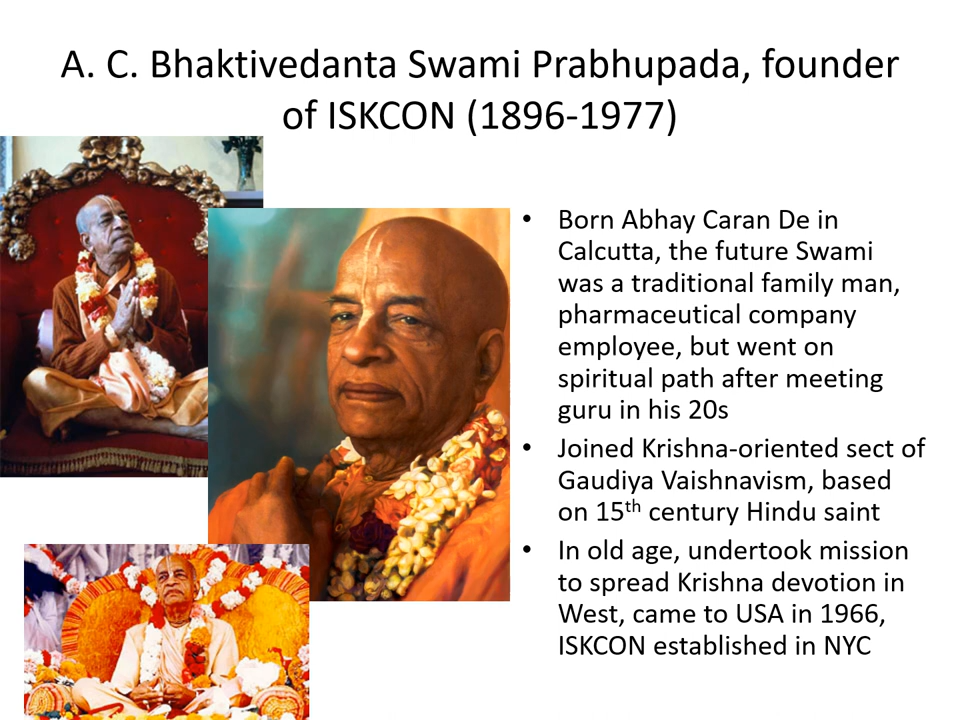 A. C. Bhaktivedanta Swami Prabhupada, founder
of ISKCON (1896-1977)
• Born Abhay Caran De in
Calcutta, the future Swami
was a traditional family man,
pharmaceutical company
employee, but went on
spiritual path after meeting
guru in his 20s
• Joined Krishna-oriented sect of
Gaudiya Vaishnavism, based
on 15th century Hindu saint
• In old age, undertook mission
to spread Krishna devotion in
West, came to USA in 1966,
ISKCON established in NYC